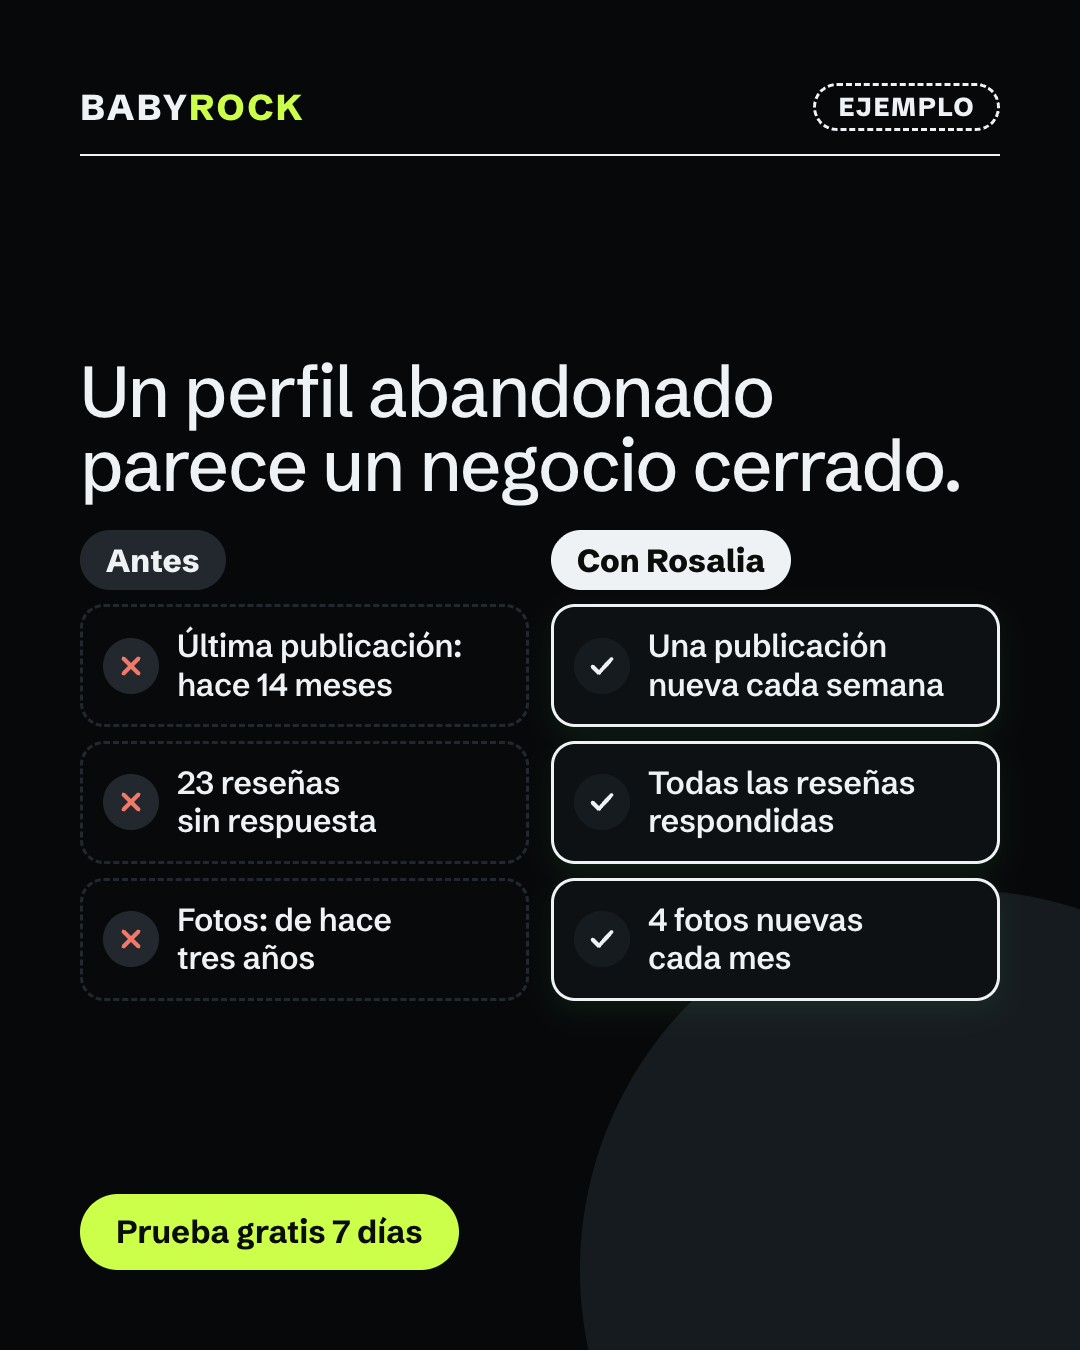 BABYROCK
EJEMPLO
Un perfil abandonado
parece un negocio cerrado.
Antes
Última publicación:
hace 14 meses
23 reseñas
sin respuesta
Fotos: de hace
tres años
Con Rosalia
Una publicación
nueva cada semana
Todas las reseñas
respondidas
4 fotos nuevas
cada mes
Prueba gratis 7 días